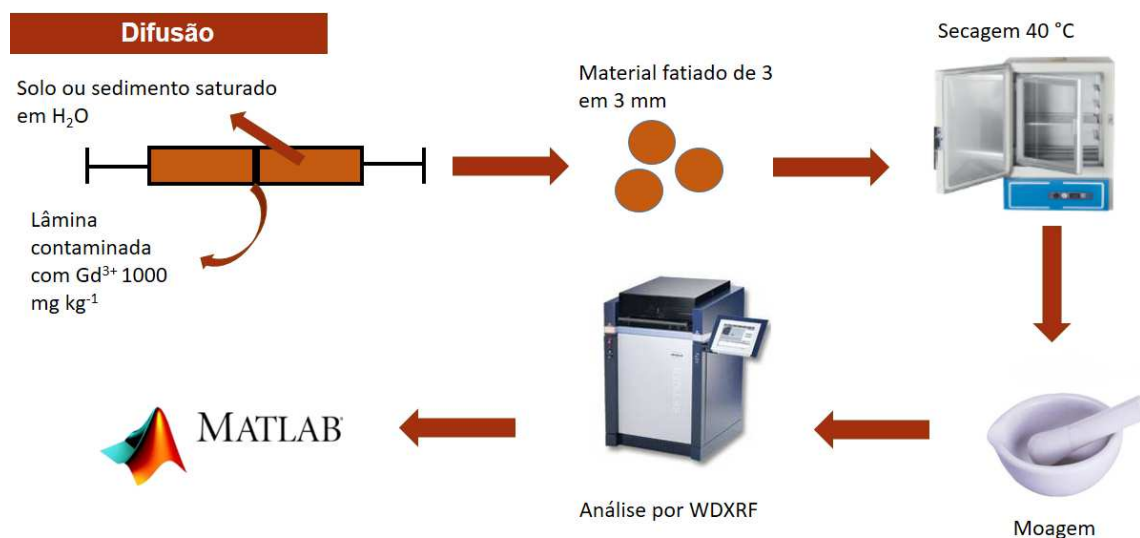 Difusão
Secagem 40 °C
Solo ou sedimento saturado
em H₂O
Material fatiado de 3
em 3 mm
Lâmina
contaminada
com Gd³⁺ 1000
mg kg⁻¹
MATLAB
Análise por WDXRF
Moagem